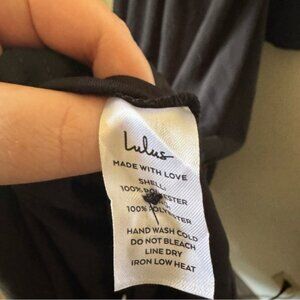 Lulus
MADE WITH LOVE
SHELL:
100% POLYESTER
100% POLYESTER
HAND WASH COLD
DO NOT BLEACH
LINE DRY
IRON LOW HEAT